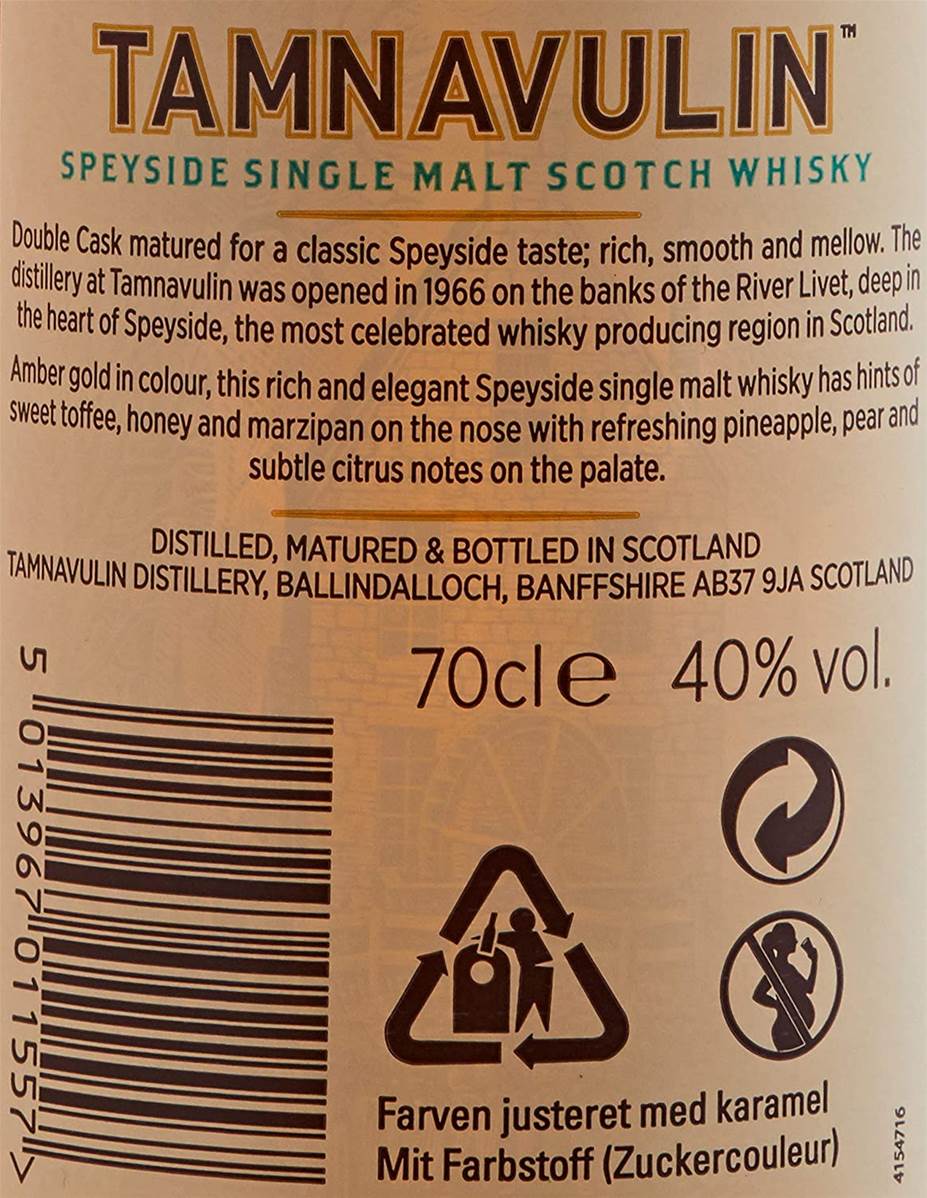 TAMNAVULIN™
SPEYSIDE SINGLE MALT SCOTCH WHISKY
Double Cask matured for a classic Speyside taste; rich, smooth and mellow. The
distillery at Tamnavulin was opened in 1966 on the banks of the River Livet, deep in
the heart of Speyside, the most celebrated whisky producing region in Scotland.
Amber gold in colour, this rich and elegant Speyside single malt whisky has hints of
sweet toffee, honey and marzipan on the nose with refreshing pineapple, pear and
subtle citrus notes on the palate.
DISTILLED, MATURED & BOTTLED IN SCOTLAND
TAMNAVULIN DISTILLERY, BALLINDALLOCH, BANFFSHIRE AB37 9JA SCOTLAND
70cl e 40% vol.
5 013967 011557 >
Farven justeret med karamel
Mit Farbstoff (Zuckercouleur)
4154716